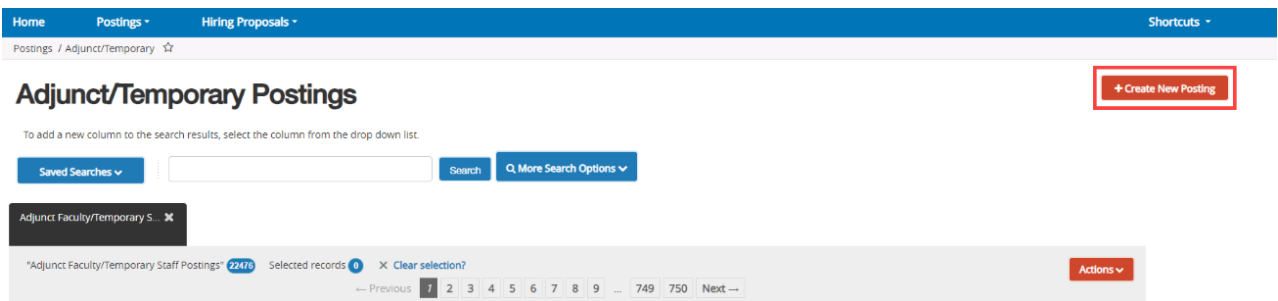 Home Postings Hiring Proposals Shortcuts
Postings / Adjunct/Temporary
Adjunct/Temporary Postings
+ Create New Posting
To add a new column to the search results, select the column from the drop down list.
Saved Searches Search More Search Options
Adjunct Faculty/Temporary S... ✖
"Adjunct Faculty/Temporary Staff Postings" 22476 Selected records 0 × Clear selection?
Actions
← Previous 1 2 3 4 5 6 7 8 9 ... 749 750 Next →